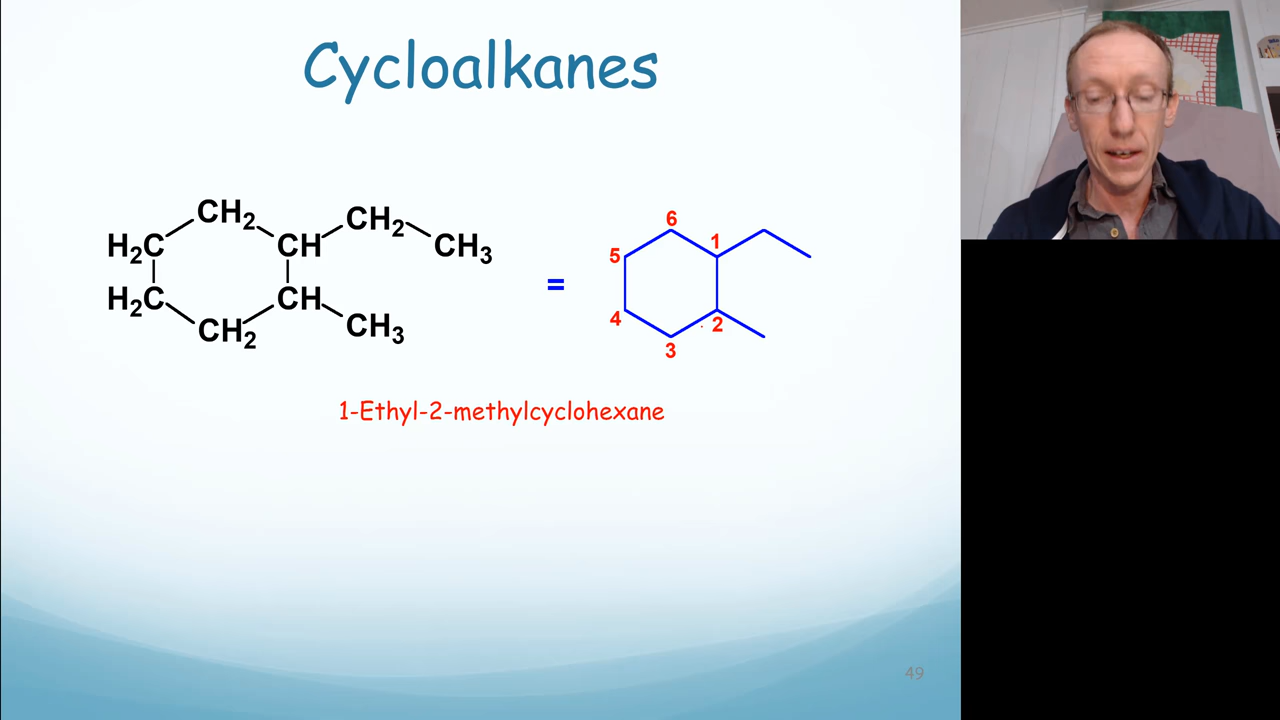 Cycloalkanes
CH2 CH2
H2C CH CH3
H2C CH
CH2 CH3
=
6
1
5
4
2
3
1-Ethyl-2-methylcyclohexane
49